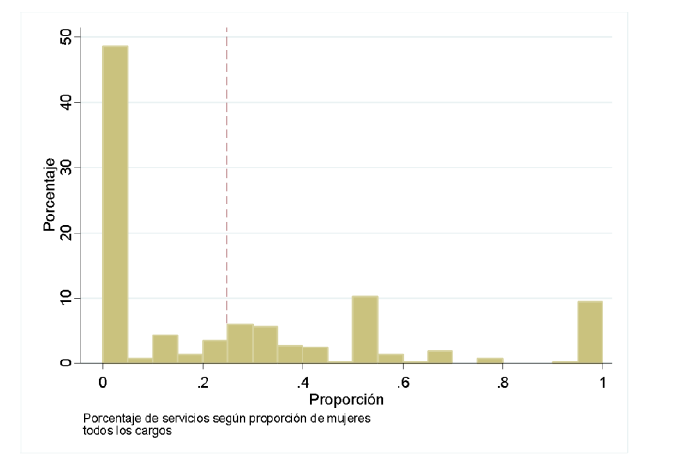 50
40
30
20
10
0
Porcentaje
0 .2 .4 .6 .8 1
Proporción
Porcentaje de servicios según proporción de mujeres
todos los cargos